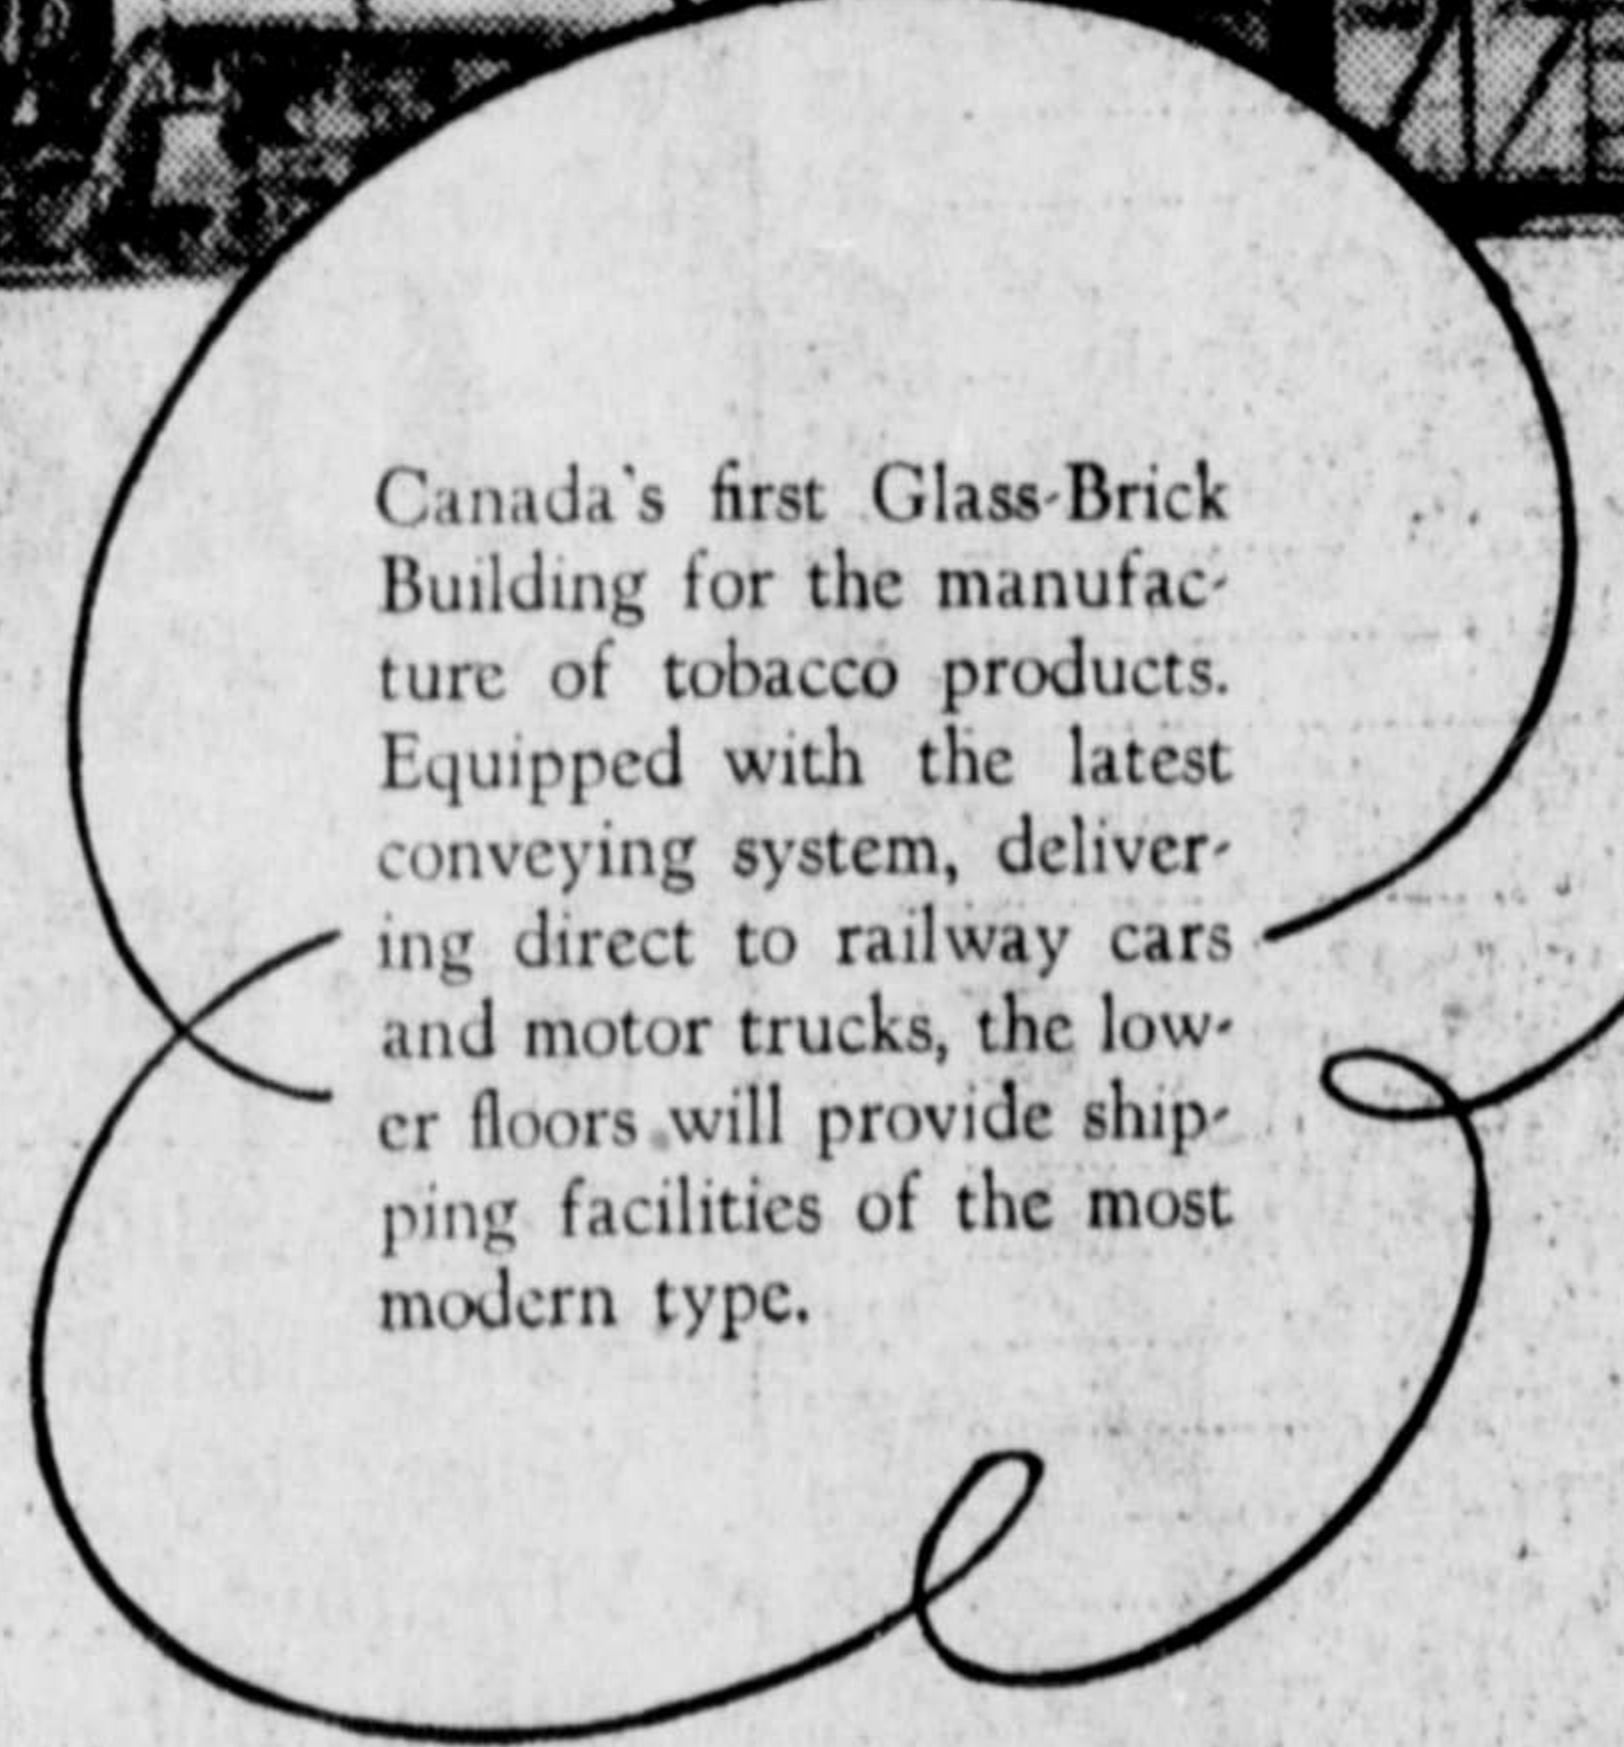 Canada's first Glass-Brick
Building for the manufac-
ture of tobacco products.
Equipped with the latest
conveying system, deliver-
ing direct to railway cars
and motor trucks, the low-
er floors will provide ship-
ping facilities of the most
modern type.